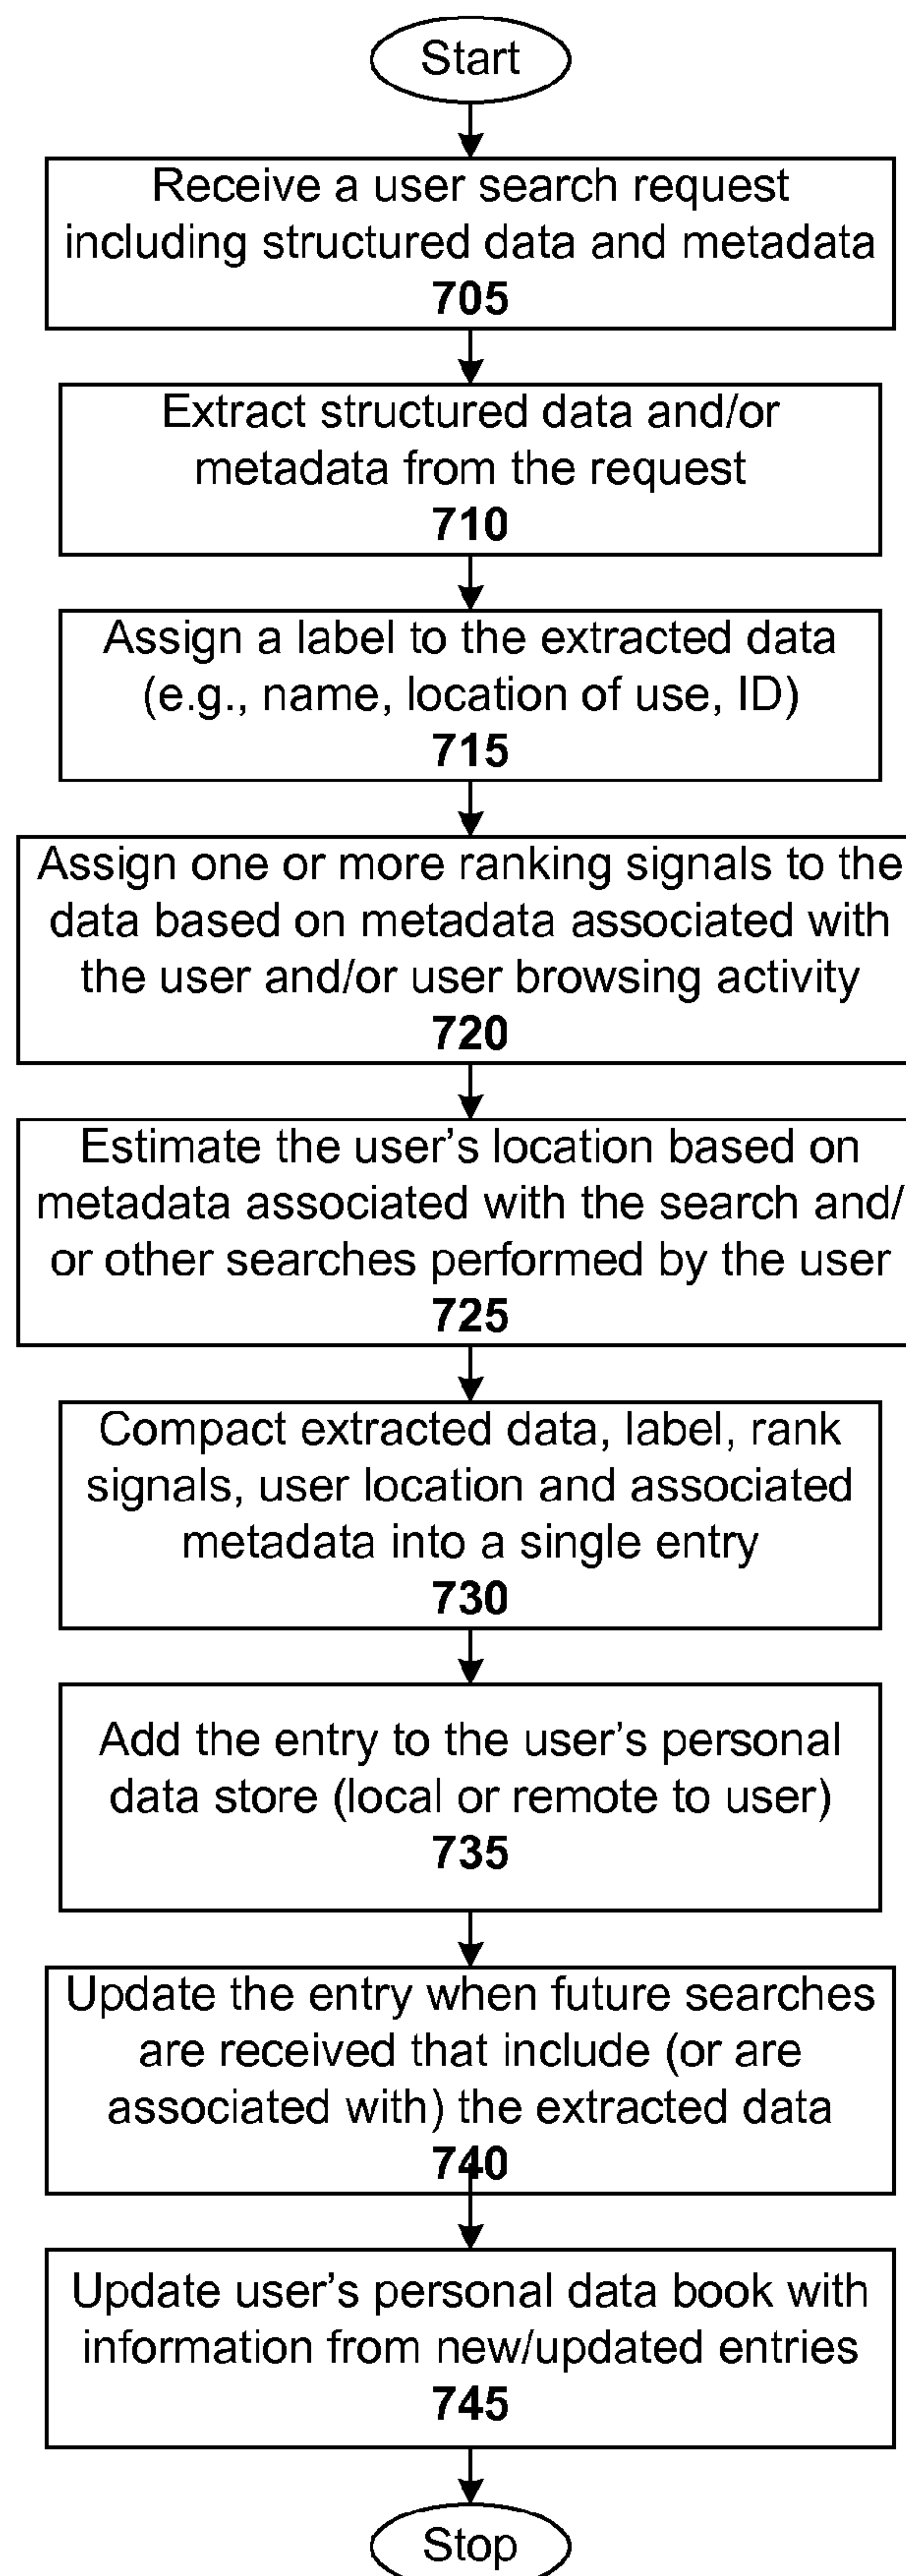 Start
Receive a user search request
including structured data and metadata
705
Extract structured data and/or
metadata from the request
710
Assign a label to the extracted data
(e.g., name, location of use, ID)
715
Assign one or more ranking signals to the
data based on metadata associated with
the user and/or user browsing activity
720
Estimate the user's location based on
metadata associated with the search and/
or other searches performed by the user
725
Compact extracted data, label, rank
signals, user location and associated
metadata into a single entry
730
Add the entry to the user's personal
data store (local or remote to user)
735
Update the entry when future searches
are received that include (or are
associated with) the extracted data
740
Update user's personal data book with
information from new/updated entries
745
Stop